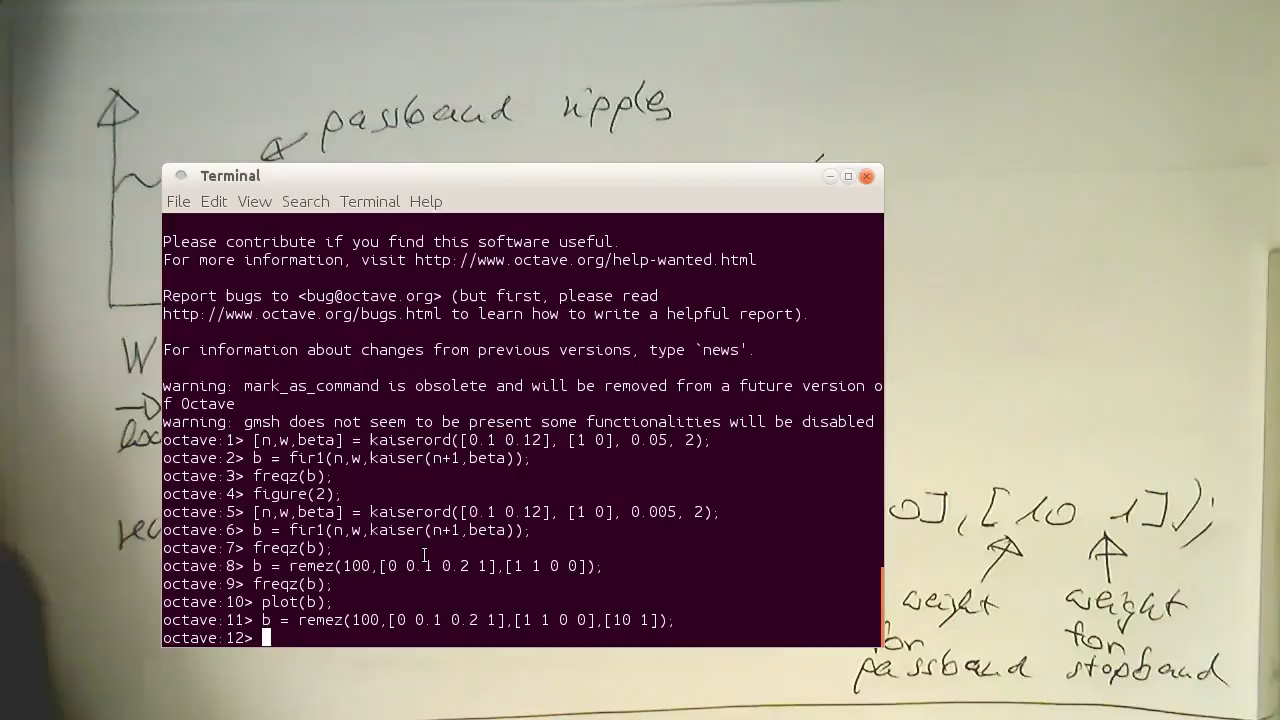 passband ripples
Terminal
File Edit View Search Terminal Help
Please contribute if you find this software useful.
For more information, visit http://www.octave.org/help-wanted.html
Report bugs to <bug@octave.org> (but first, please read
http://www.octave.org/bugs.html to learn how to write a helpful report).
For information about changes from previous versions, type `news'.
warning: mark_as_command is obsolete and will be removed from a future version o
f Octave
warning: gmsh does not seem to be present some functionalities will be disabled
octave:1> [n,w,beta] = kaiserord([0.1 0.12], [1 0], 0.05, 2);
octave:2> b = fir1(n,w,kaiser(n+1,beta));
octave:3> freqz(b);
octave:4> figure(2);
octave:5> [n,w,beta] = kaiserord([0.1 0.12], [1 0], 0.005, 2);
octave:6> b = fir1(n,w,kaiser(n+1,beta));
octave:7> freqz(b);
octave:8> b = remez(100,[0 0.1 0.2 1],[1 1 0 0]);
octave:9> freqz(b);
octave:10> plot(b);
octave:11> b = remez(100,[0 0.1 0.2 1],[1 1 0 0],[10 1]);
octave:12>
W
0],[10 1]);
weight for passband
weight for stopband